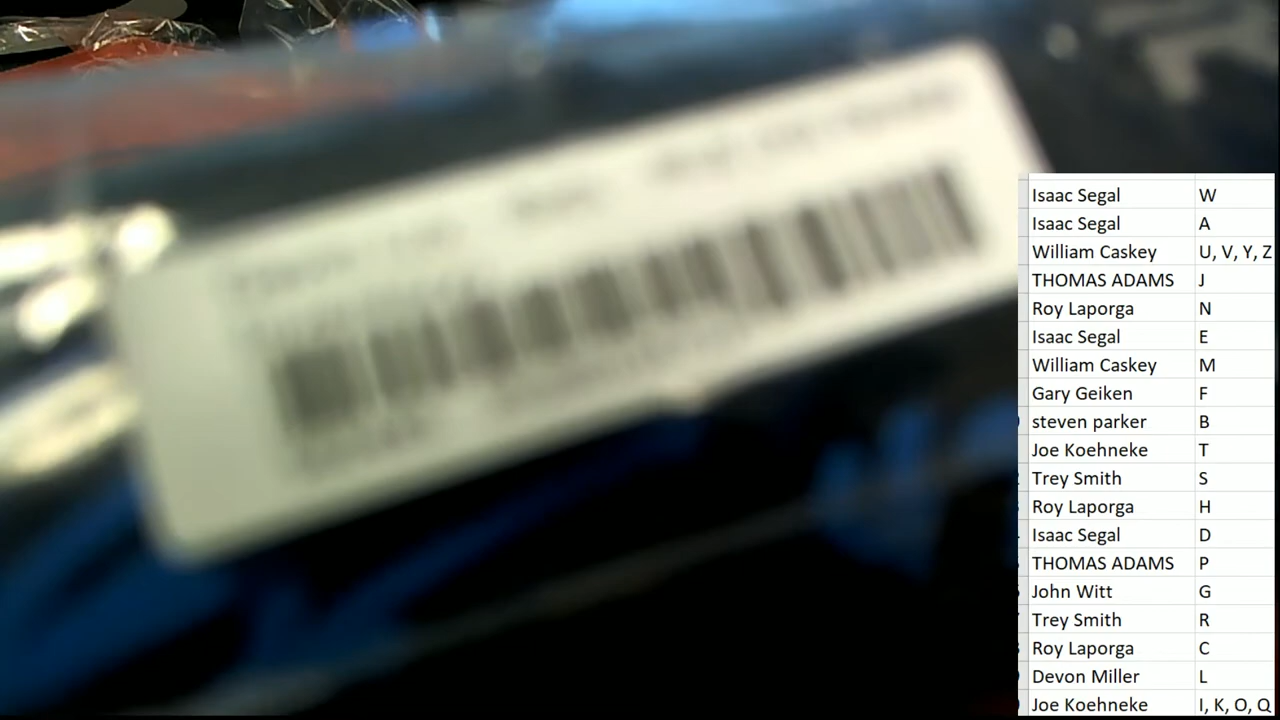 Isaac Segal W
Isaac Segal A
William Caskey U, V, Y, Z
THOMAS ADAMS J
Roy Laporga N
Isaac Segal E
William Caskey M
Gary Geiken F
steven parker B
Joe Koehneke T
Trey Smith S
Roy Laporga H
Isaac Segal D
THOMAS ADAMS P
John Witt G
Trey Smith R
Roy Laporga C
Devon Miller L
Joe Koehneke I, K, O, Q